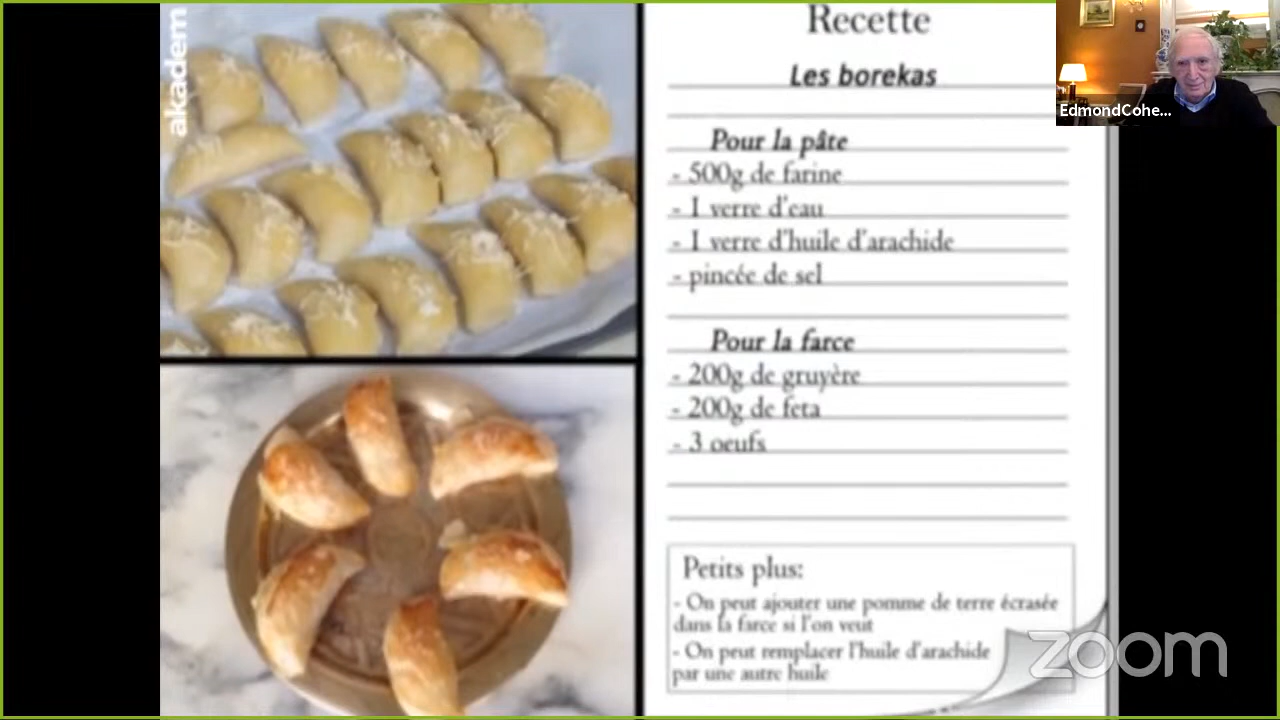 akadem
Recette
Les borekas
Pour la pâte
- 500g de farine
- 1 verre d'eau
- 1 verre d'huile d'arachide
- pincée de sel
Pour la farce
- 200g de gruyère
- 200g de feta
- 3 oeufs
Petits plus:
- On peut ajouter une pomme de terre écrasée
dans la farce si l'on veut
- On peut remplacer l'huile d'arachide
par une autre huile
EdmondCohe...
zoom